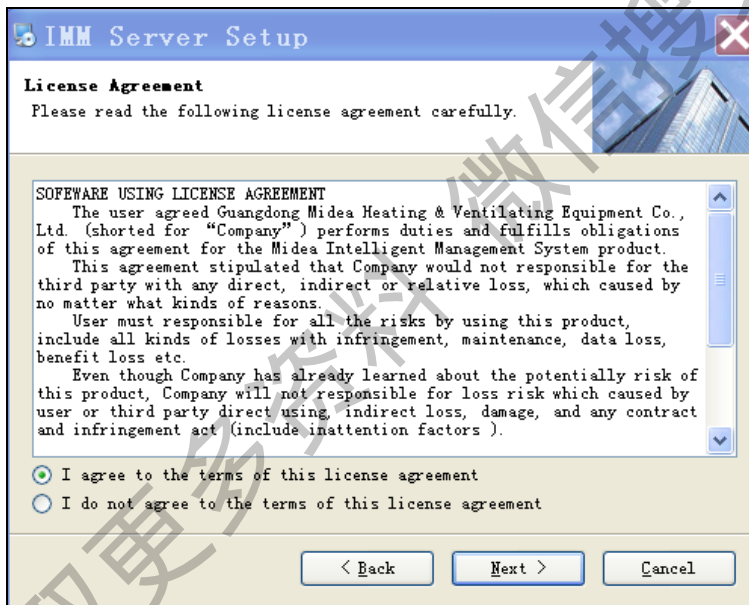 IMM Server Setup
License Agreement
Please read the following license agreement carefully.
SOFEWARE USING LICENSE AGREEMENT
The user agreed Guangdong Midea Heating & Ventilating Equipment Co.,
Ltd. (shorted for “Company”) performs duties and fulfills obligations
of this agreement for the Midea Intelligent Management System product.
This agreement stipulated that Company would not responsible for the
third party with any direct, indirect or relative loss, which caused by
no matter what kinds of reasons.
User must responsible for all the risks by using this product,
include all kinds of losses with infringement, maintenance, data loss,
benefit loss etc.
Even though Company has already learned about the potentially risk of
this product, Company will not responsible for loss risk which caused by
user or third party direct using, indirect loss, damage, and any contract
and infringement act (include inattention factors ).
I agree to the terms of this license agreement
I do not agree to the terms of this license agreement
< Back
Next >
Cancel
取更多资料 微信搜